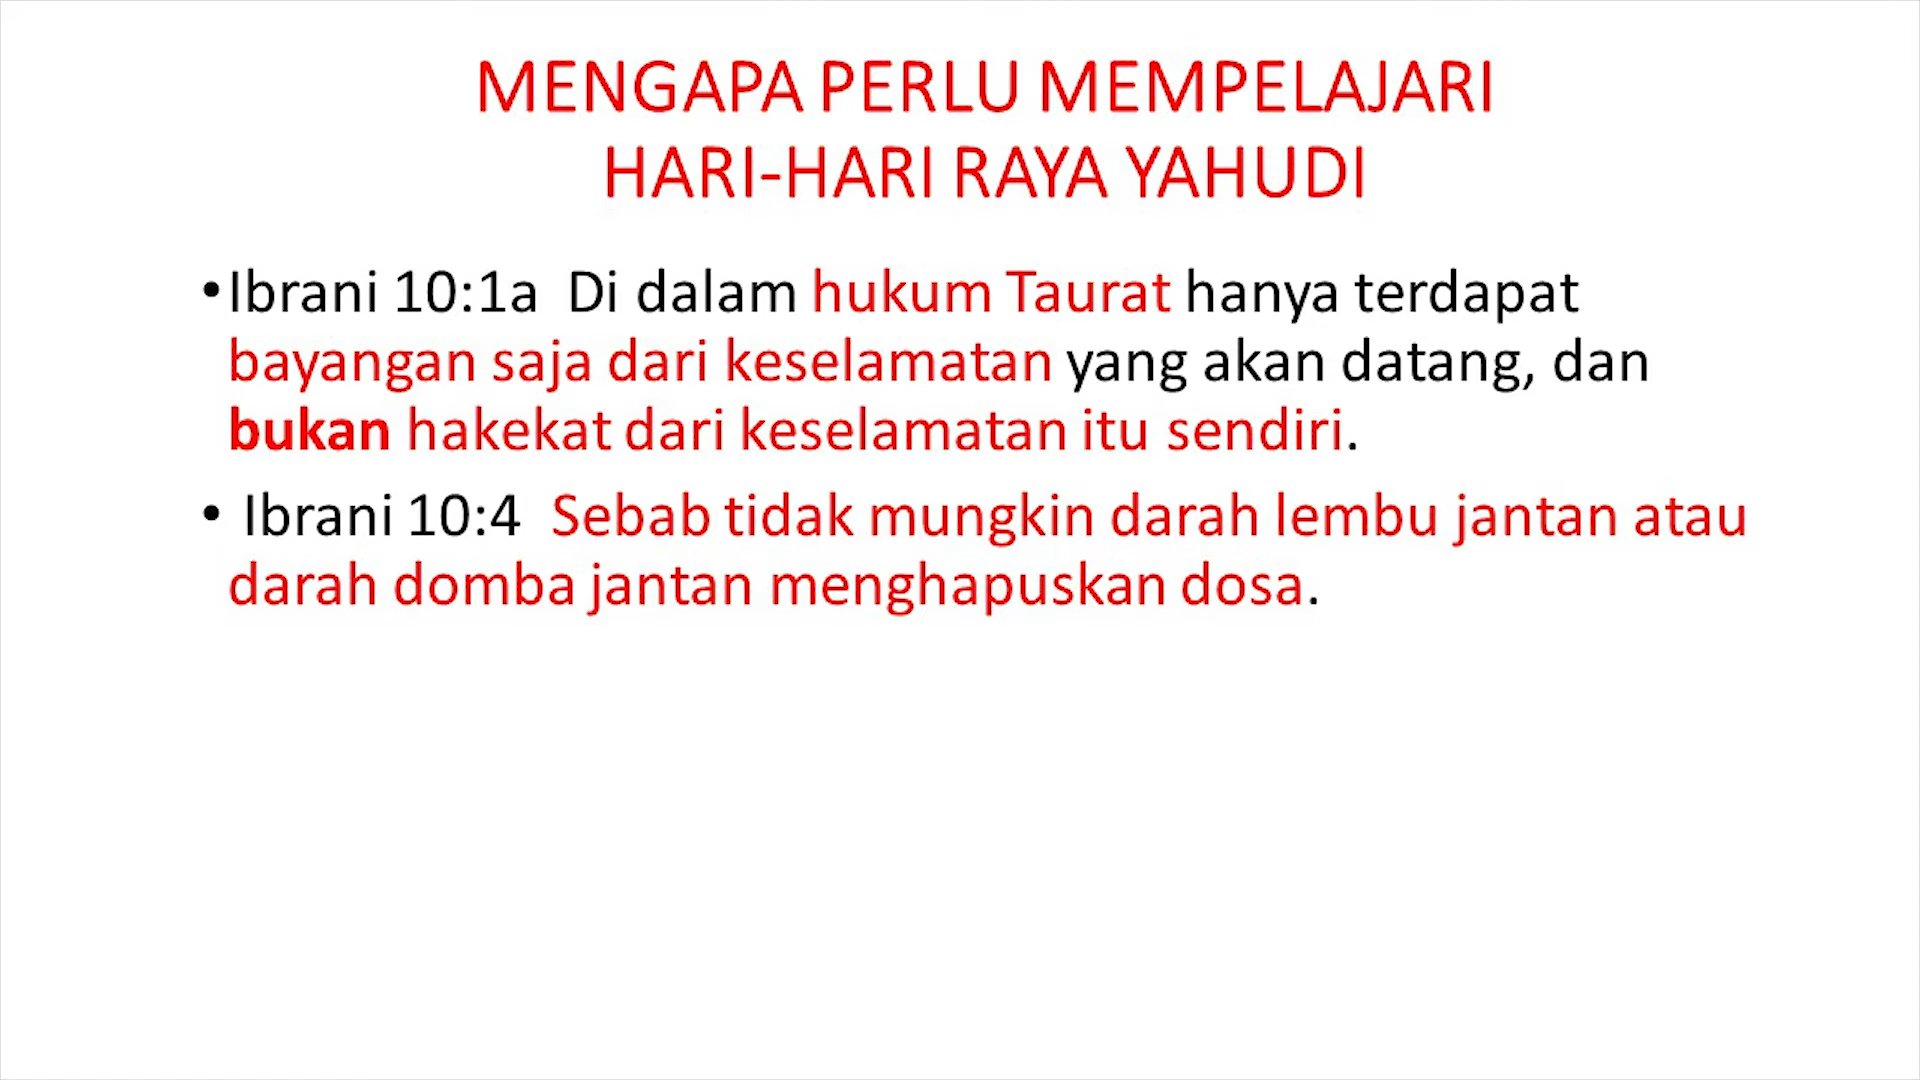 MENGAPA PERLU MEMPELAJARI
HARI-HARI RAYA YAHUDI
•Ibrani 10:1a Di dalam hukum Taurat hanya terdapat
bayangan saja dari keselamatan yang akan datang, dan
bukan hakekat dari keselamatan itu sendiri.
• Ibrani 10:4 Sebab tidak mungkin darah lembu jantan atau
darah domba jantan menghapuskan dosa.